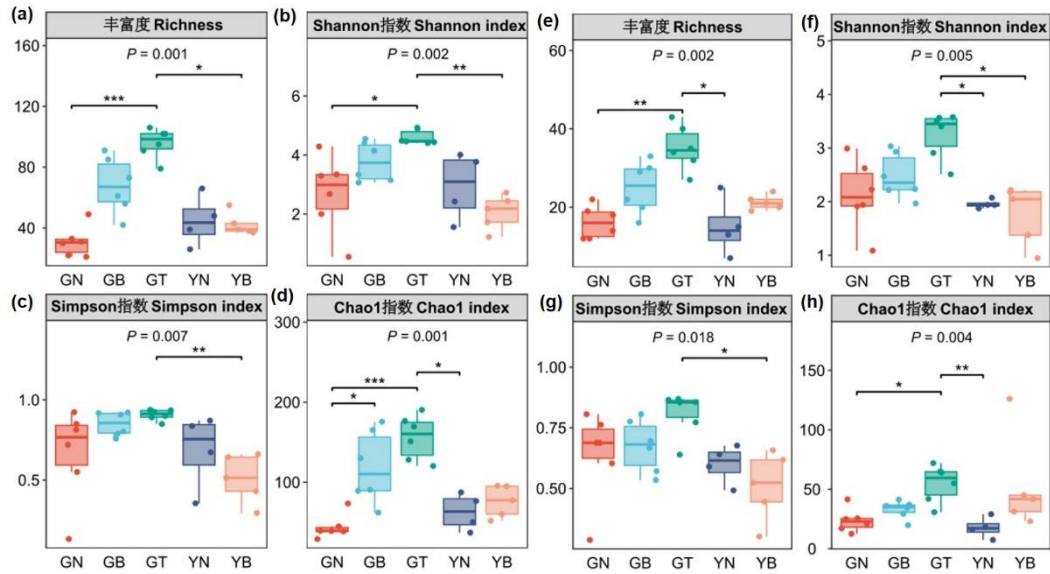 (a)
丰富度 Richness
P = 0.001
*
***
160
120
80
40
GN GB GT YN YB
(b)
Shannon指数 Shannon index
P = 0.002
**
*
6
4
2
GN GB GT YN YB
(e)
丰富度 Richness
P = 0.002
**
*
60
40
20
GN GB GT YN YB
(f)
Shannon指数 Shannon index
P = 0.005
*
*
5
4
3
2
1
GN GB GT YN YB
(c)
Simpson指数 Simpson index
P = 0.007
**
1.0
0.5
GN GB GT YN YB
(d)
Chao1指数 Chao1 index
P = 0.001
*
***
*
300
200
100
GN GB GT YN YB
(g)
Simpson指数 Simpson index
P = 0.018
*
1.00
0.75
0.50
GN GB GT YN YB
(h)
Chao1指数 Chao1 index
P = 0.004
*
**
150
100
50
0
GN GB GT YN YB